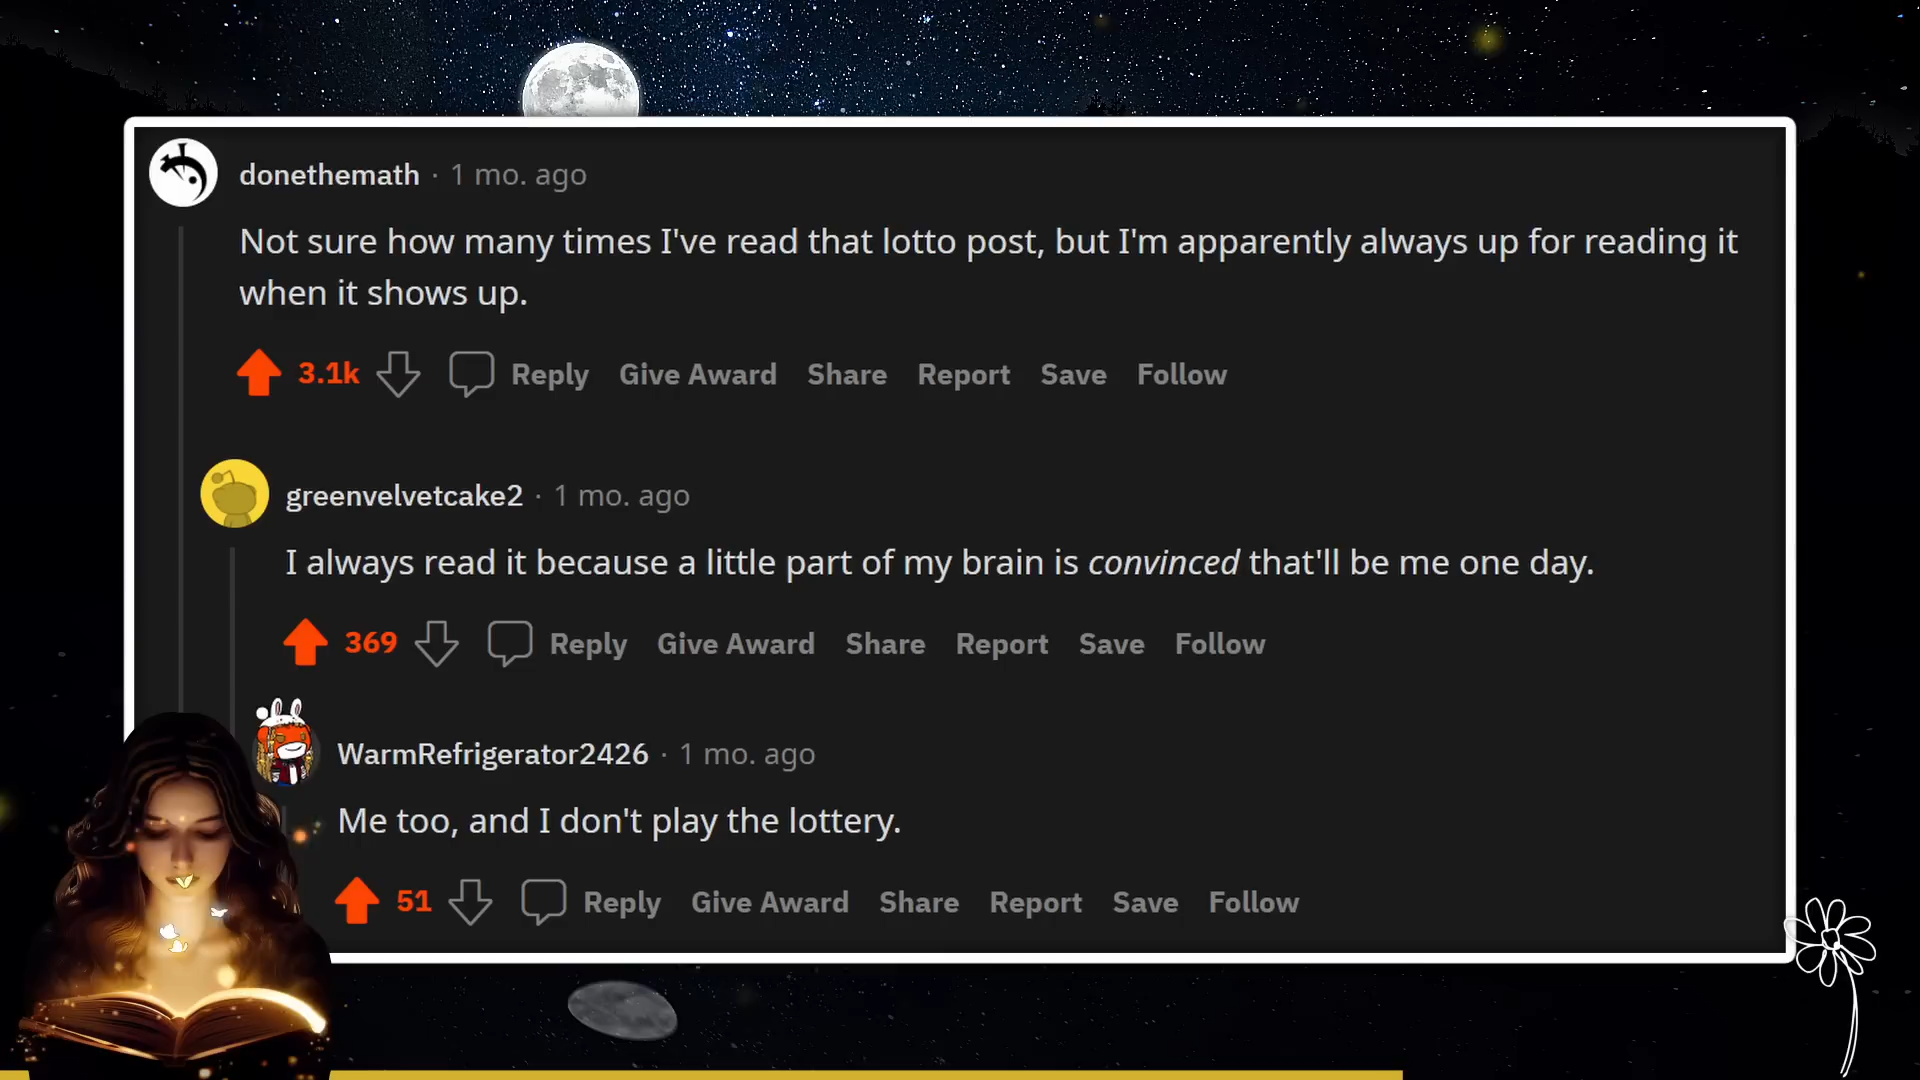 donethemath · 1 mo. ago
Not sure how many times I've read that lotto post, but I'm apparently always up for reading it
when it shows up.
3.1k Reply Give Award Share Report Save Follow
greenvelvetcake2 · 1 mo. ago
I always read it because a little part of my brain is convinced that'll be me one day.
369 Reply Give Award Share Report Save Follow
WarmRefrigerator2426 · 1 mo. ago
Me too, and I don't play the lottery.
51 Reply Give Award Share Report Save Follow